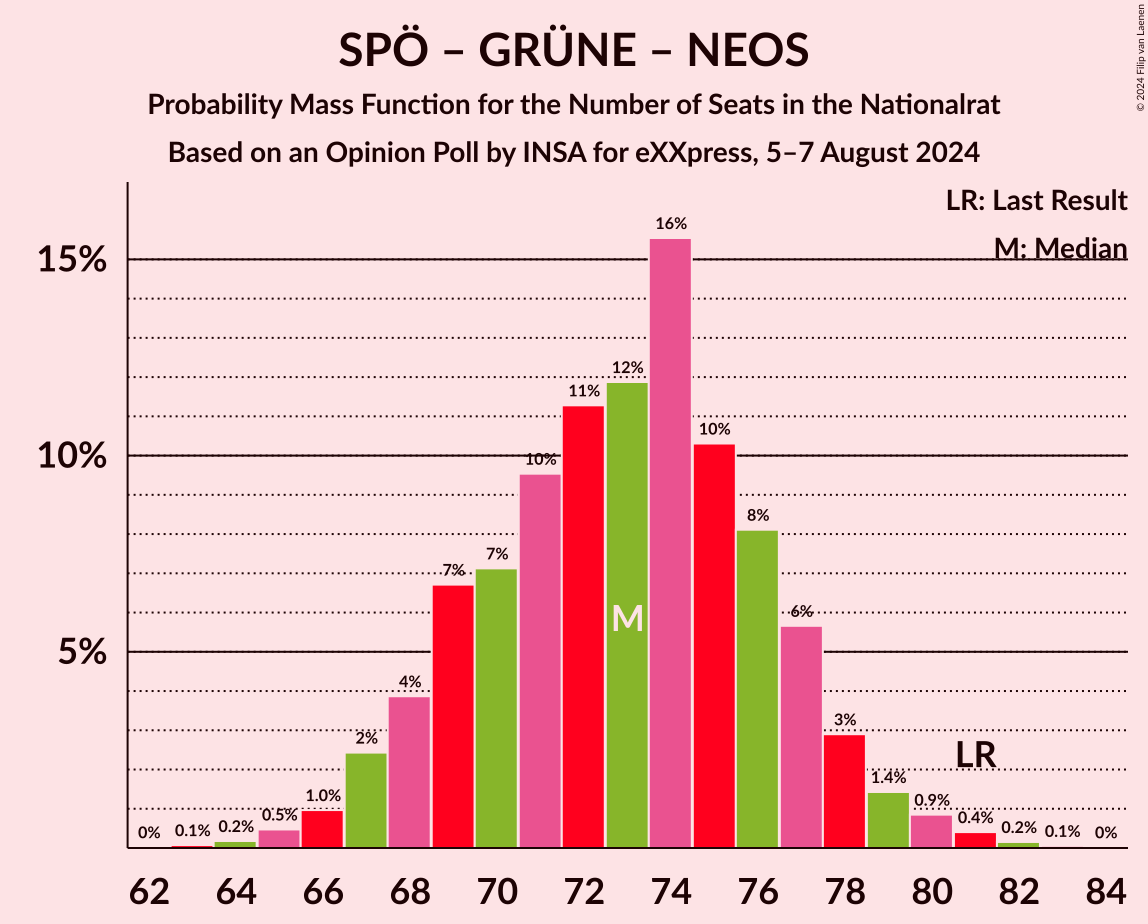 SPÖ – GRÜNE – NEOS
Probability Mass Function for the Number of Seats in the Nationalrat
Based on an Opinion Poll by INSA for eXXpress, 5–7 August 2024
© 2024 Filip van Laenen
LR: Last Result
M: Median
15%
10%
5%
0%
0.1%
0.2%
0.5%
1.0%
2%
4%
7%
7%
10%
11%
12%
16%
10%
8%
6%
3%
1.4%
0.9%
0.4%
0.2%
0.1%
0%
M
LR
62 64 66 68 70 72 74 76 78 80 82 84